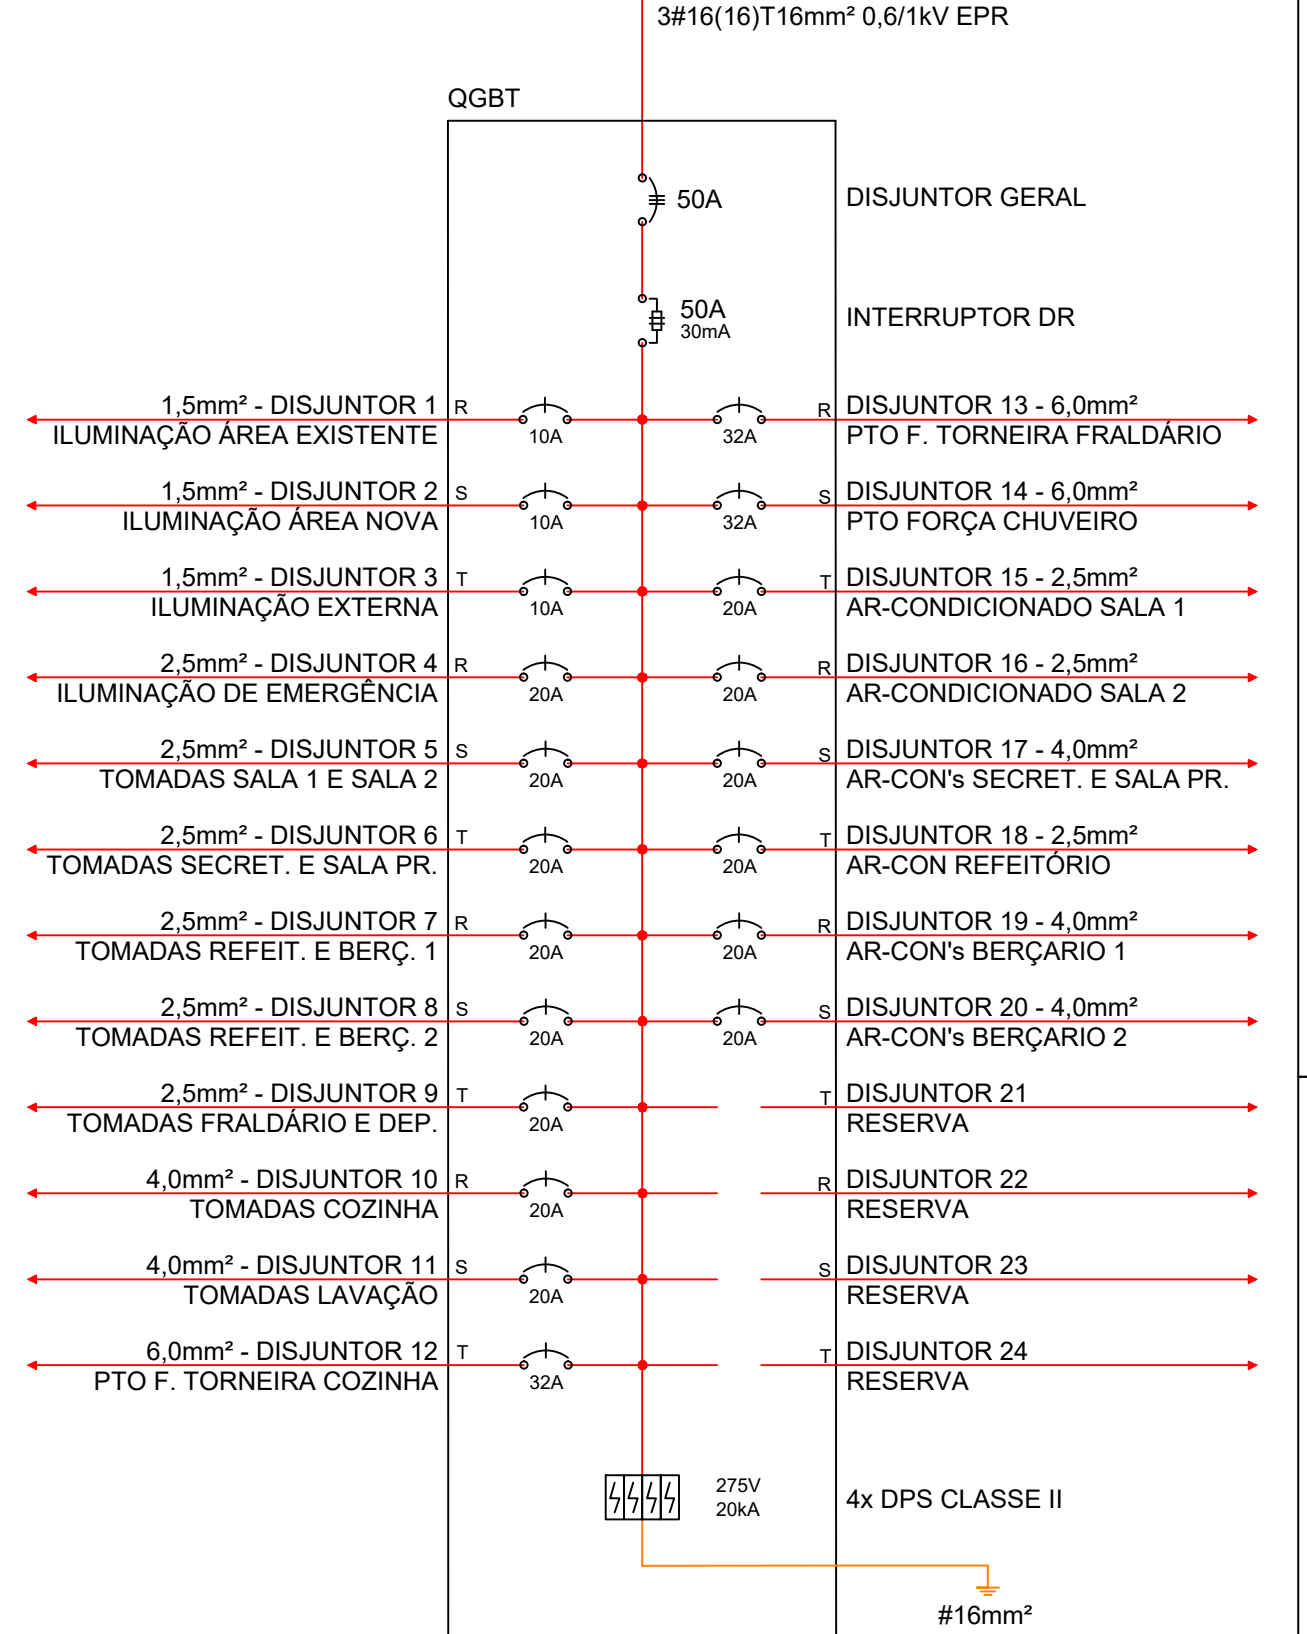 3#16(16)T16mm² 0,6/1kV EPR
QGBT
50A
DISJUNTOR GERAL
50A
30mA
INTERRUPTOR DR
1,5mm² - DISJUNTOR 1 R
ILUMINAÇÃO ÁREA EXISTENTE
10A
32A
R DISJUNTOR 13 - 6,0mm²
PTO F. TORNEIRA FRALDÁRIO
1,5mm² - DISJUNTOR 2 S
ILUMINAÇÃO ÁREA NOVA
10A
32A
S DISJUNTOR 14 - 6,0mm²
PTO FORÇA CHUVEIRO
1,5mm² - DISJUNTOR 3 T
ILUMINAÇÃO EXTERNA
10A
20A
T DISJUNTOR 15 - 2,5mm²
AR-CONDICIONADO SALA 1
2,5mm² - DISJUNTOR 4 R
ILUMINAÇÃO DE EMERGÊNCIA
20A
20A
R DISJUNTOR 16 - 2,5mm²
AR-CONDICIONADO SALA 2
2,5mm² - DISJUNTOR 5 S
TOMADAS SALA 1 E SALA 2
20A
20A
S DISJUNTOR 17 - 4,0mm²
AR-CON's SECRET. E SALA PR.
2,5mm² - DISJUNTOR 6 T
TOMADAS SECRET. E SALA PR.
20A
20A
T DISJUNTOR 18 - 2,5mm²
AR-CON REFEITÓRIO
2,5mm² - DISJUNTOR 7 R
TOMADAS REFEIT. E BERÇ. 1
20A
20A
R DISJUNTOR 19 - 4,0mm²
AR-CON's BERÇARIO 1
2,5mm² - DISJUNTOR 8 S
TOMADAS REFEIT. E BERÇ. 2
20A
20A
S DISJUNTOR 20 - 4,0mm²
AR-CON's BERÇARIO 2
2,5mm² - DISJUNTOR 9 T
TOMADAS FRALDÁRIO E DEP.
20A
T DISJUNTOR 21
RESERVA
4,0mm² - DISJUNTOR 10 R
TOMADAS COZINHA
20A
R DISJUNTOR 22
RESERVA
4,0mm² - DISJUNTOR 11 S
TOMADAS LAVAÇÃO
20A
S DISJUNTOR 23
RESERVA
6,0mm² - DISJUNTOR 12 T
PTO F. TORNEIRA COZINHA
32A
T DISJUNTOR 24
RESERVA
275V
20kA
4x DPS CLASSE II
#16mm²